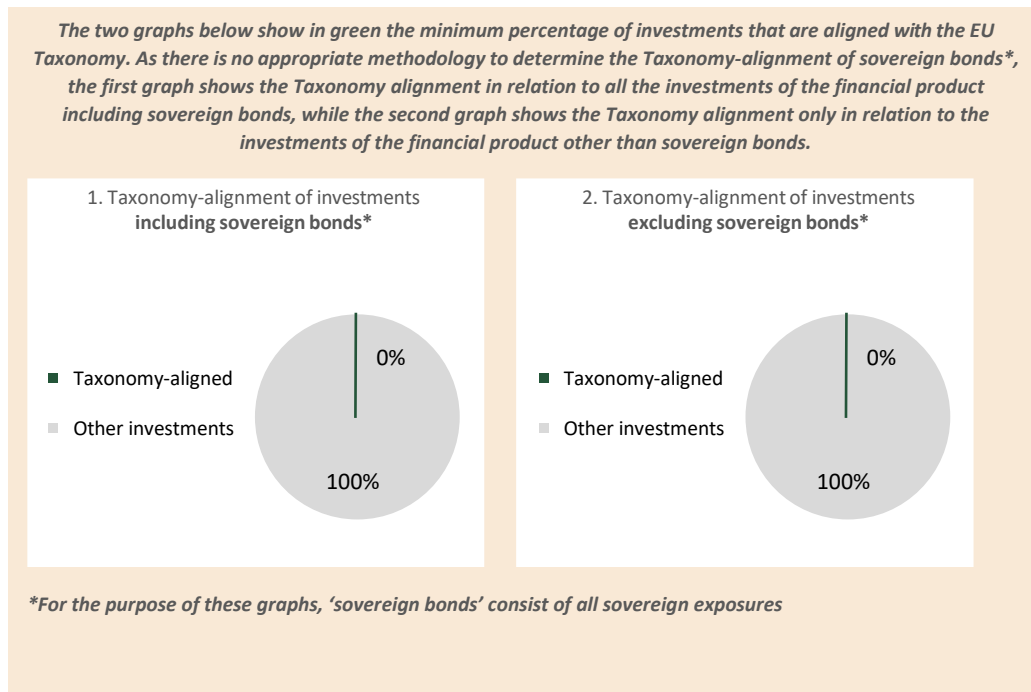 The two graphs below show in green the minimum percentage of investments that are aligned with the EU
Taxonomy. As there is no appropriate methodology to determine the Taxonomy-alignment of sovereign bonds*,
the first graph shows the Taxonomy alignment in relation to all the investments of the financial product
including sovereign bonds, while the second graph shows the Taxonomy alignment only in relation to the
investments of the financial product other than sovereign bonds.
1. Taxonomy-alignment of investments
including sovereign bonds*
0%
Taxonomy-aligned
Other investments
100%
2. Taxonomy-alignment of investments
excluding sovereign bonds*
0%
Taxonomy-aligned
Other investments
100%
*For the purpose of these graphs, ‘sovereign bonds’ consist of all sovereign exposures